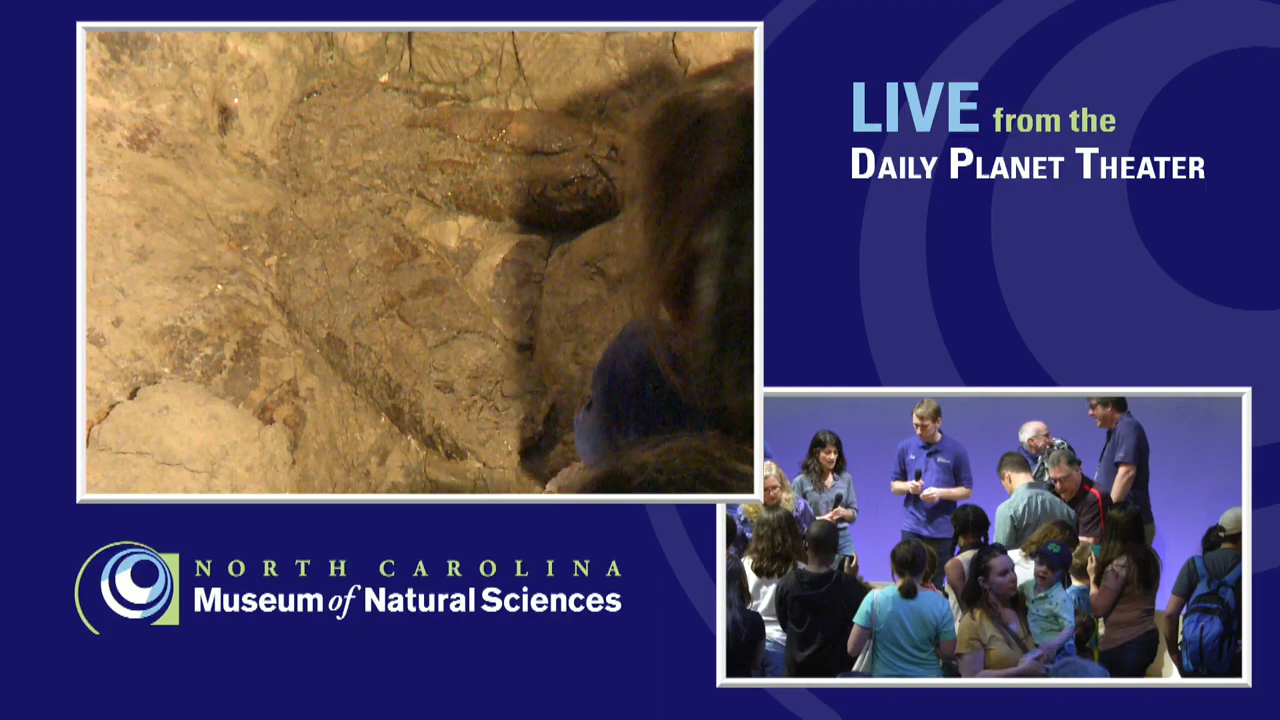 LIVE from the
DAILY PLANET THEATER
NORTH CAROLINA
Museum of Natural Sciences